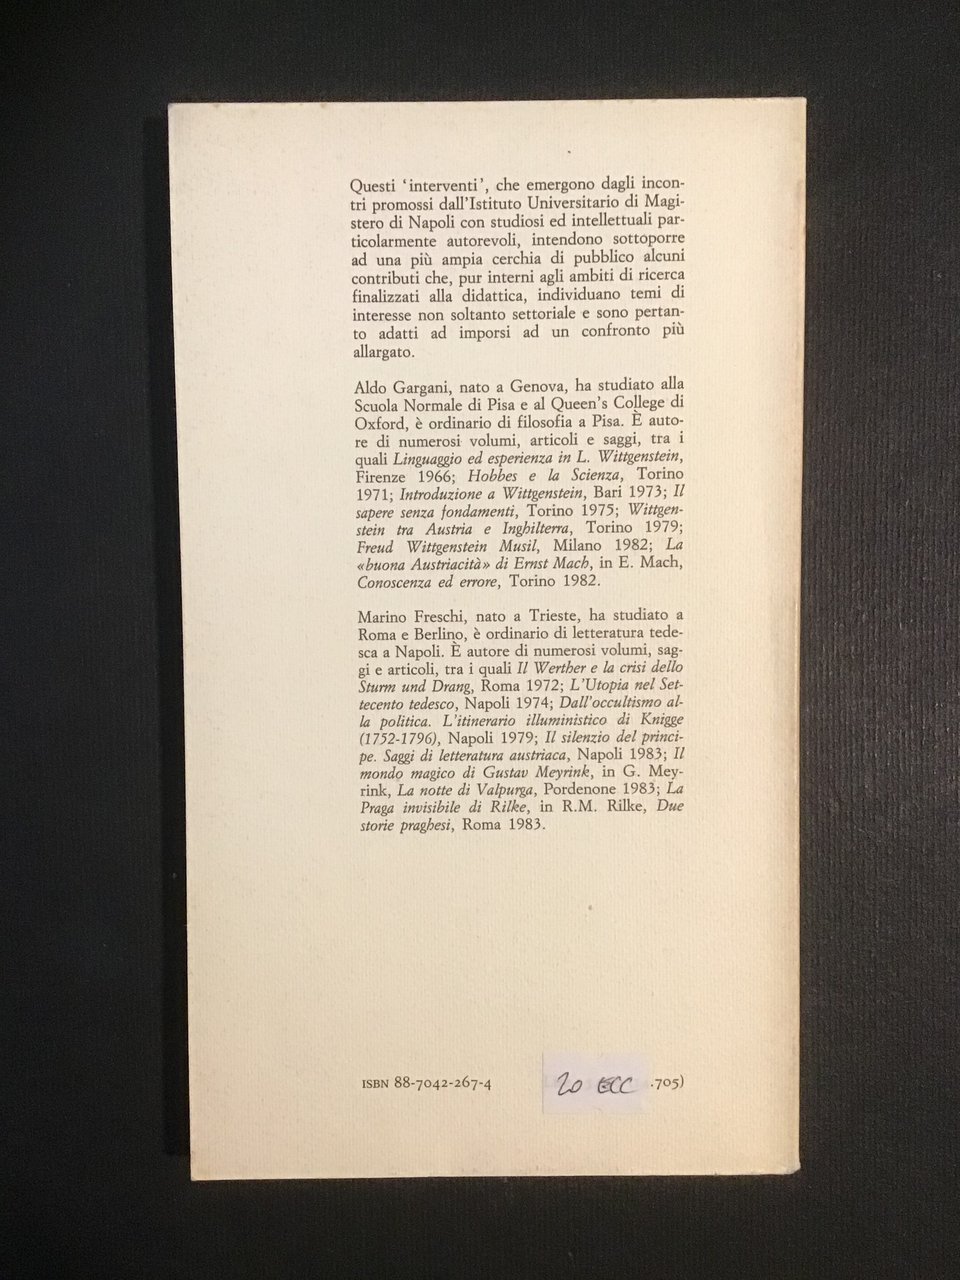 Questi 'interventi', che emergono dagli incon-
tri promossi dall'Istituto Universitario di Magi-
stero di Napoli con studiosi ed intellettuali par-
ticolarmente autorevoli, intendono sottoporre
ad una più ampia cerchia di pubblico alcuni
contributi che, pur interni agli ambiti di ricerca
finalizzati alla didattica, individuano temi di
interesse non soltanto settoriale e sono pertan-
to adatti ad imporsi ad un confronto più
allargato.
Aldo Gargani, nato a Genova, ha studiato alla
Scuola Normale di Pisa e al Queen's College di
Oxford, è ordinario di filosofia a Pisa. È auto-
re di numerosi volumi, articoli e saggi, tra i
quali Linguaggio ed esperienza in L. Wittgenstein,
Firenze 1966; Hobbes e la Scienza, Torino
1971; Introduzione a Wittgenstein, Bari 1973; Il
sapere senza fondamenti, Torino 1975; Wittgen-
stein tra Austria e Inghilterra, Torino 1979;
Freud Wittgenstein Musil, Milano 1982; La
«buona Austriacità» di Ernst Mach, in E. Mach,
Conoscenza ed errore, Torino 1982.
Marino Freschi, nato a Trieste, ha studiato a
Roma e Berlino, è ordinario di letteratura tede-
sca a Napoli. È autore di numerosi volumi, sag-
gi e articoli, tra i quali Il Werther e la crisi dello
Sturm und Drang, Roma 1972; L'Utopia nel Set-
tecento tedesco, Napoli 1974; Dall'occultismo al-
la politica. L'itinerario illuministico di Knigge
(1752-1796), Napoli 1979; Il silenzio del princi-
pe. Saggi di letteratura austriaca, Napoli 1983; Il
mondo magico di Gustav Meyrink, in G. Mey-
rink, La notte di Valpurga, Pordenone 1983; La
Praga invisibile di Rilke, in R.M. Rilke, Due
storie praghesi, Roma 1983.
ISBN 88-7042-267-4 20 ECC .705)